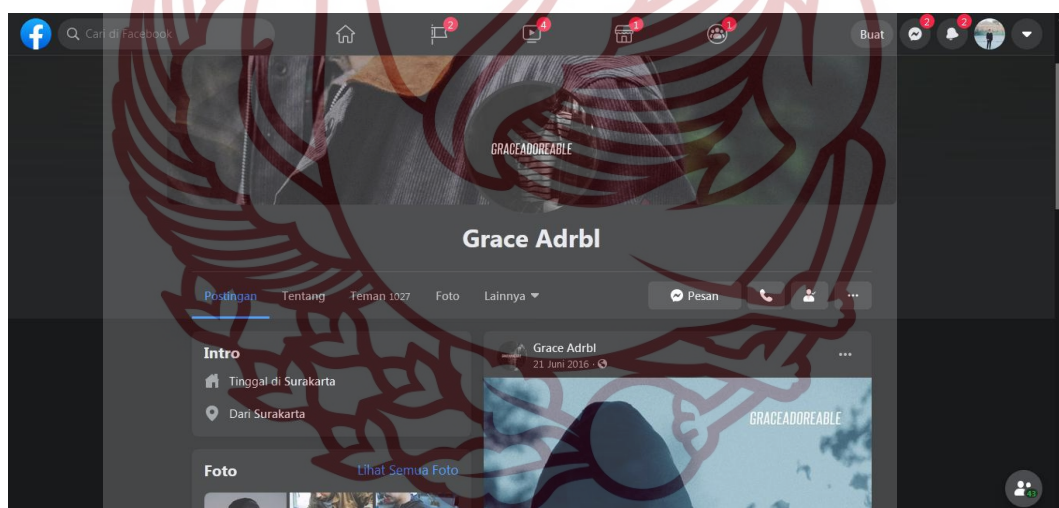 Cari di Facebook
2
4
1
1
Buat
2
2
GRACEADOREABLE
Grace Adrbl
Postingan
Tentang
Teman 1027
Foto
Lainnya
Pesan
Intro
Tinggal di Surakarta
Dari Surakarta
Foto
Lihat Semua Foto
Grace Adrbl
21 Juni 2016
GRACEADOREABLE
43